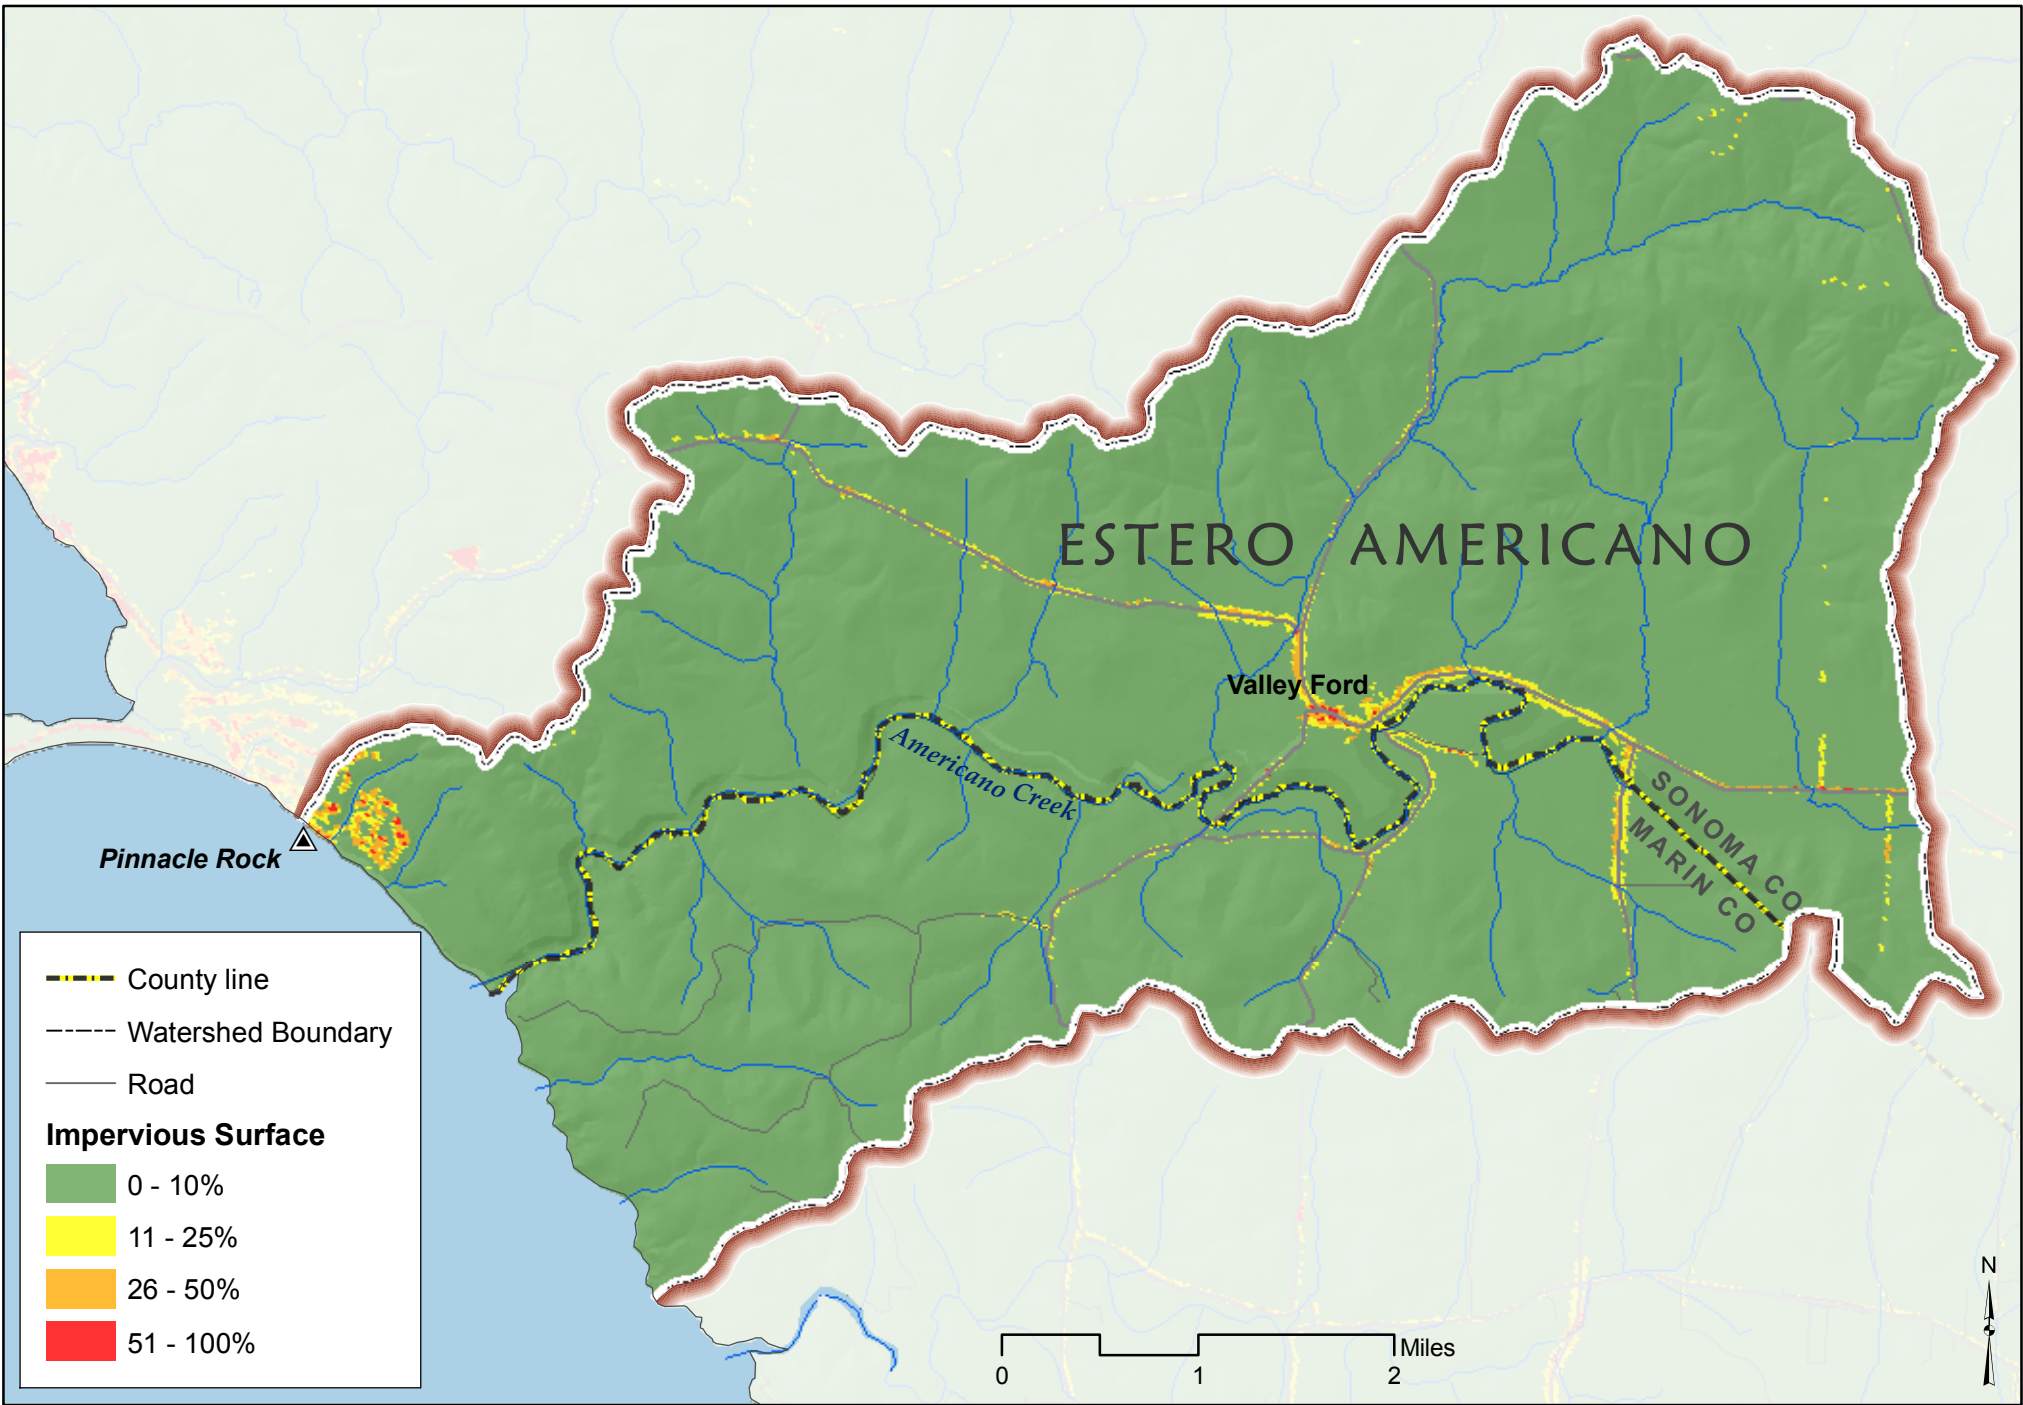 ESTERO AMERICANO
Valley Ford
Americano Creek
SONOMA CO
MARIN CO
Pinnacle Rock
County line
Watershed Boundary
Road
Impervious Surface
0 - 10%
11 - 25%
26 - 50%
51 - 100%
N
Miles
0 1 2